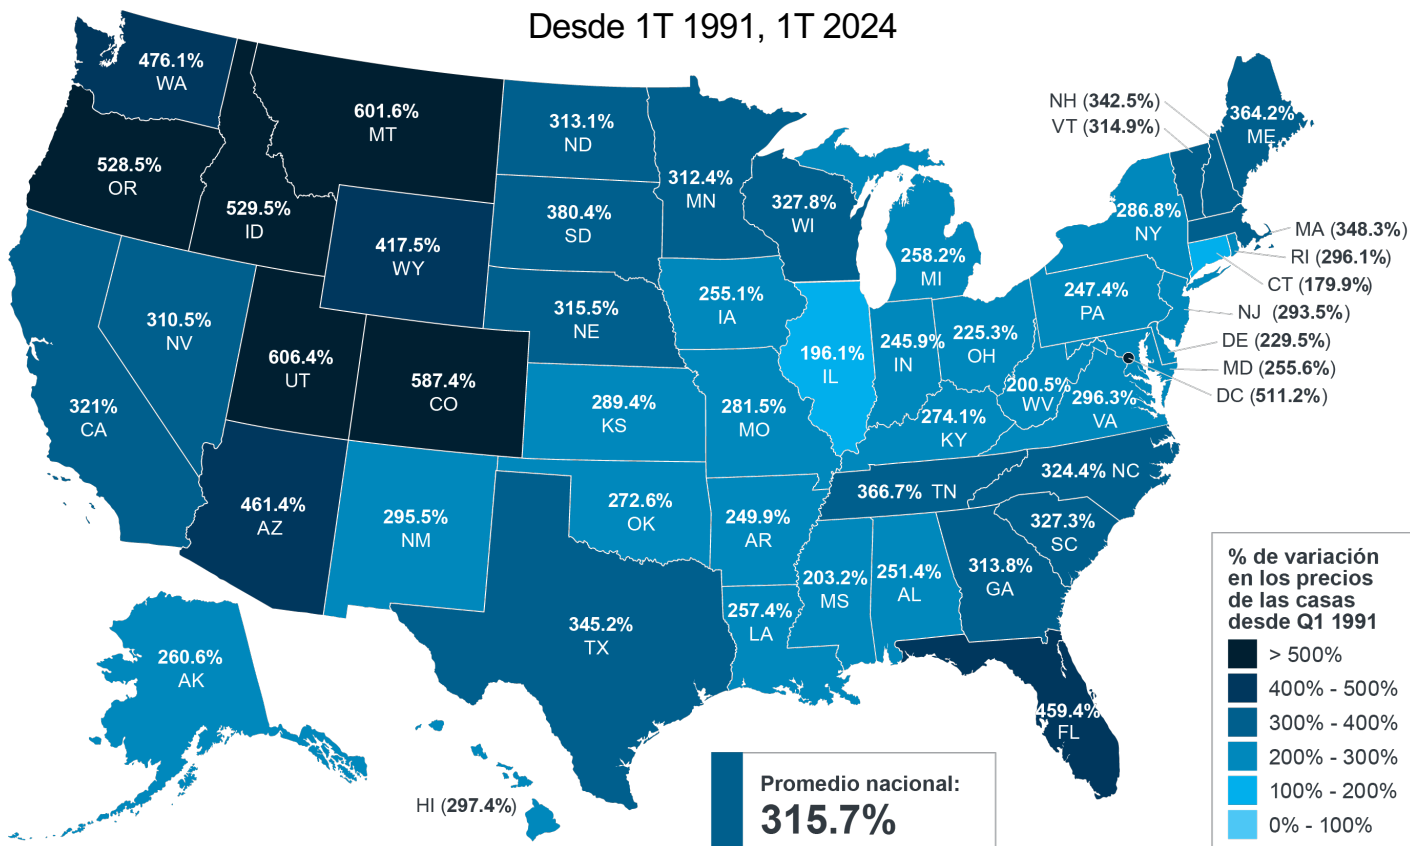 Desde 1T 1991, 1T 2024
476.1%
WA
601.6%
MT
528.5%
OR
529.5%
ID
417.5%
WY
313.1%
ND
380.4%
SD
312.4%
MN
327.8%
WI
258.2%
MI
NH (342.5%)
VT (314.9%)
364.2%
ME
286.8%
NY
MA (348.3%)
RI (296.1%)
CT (179.9%)
NJ (293.5%)
DE (229.5%)
MD (255.6%)
DC (511.2%)
247.4%
PA
310.5%
NV
321%
CA
606.4%
UT
587.4%
CO
315.5%
NE
255.1%
IA
196.1%
IL
245.9%
IN
225.3%
OH
200.5%
WV
296.3%
VA
289.4%
KS
281.5%
MO
274.1%
KY
324.4% NC
366.7% TN
461.4%
AZ
295.5%
NM
272.6%
OK
249.9%
AR
327.3%
SC
313.8%
GA
251.4%
AL
203.2%
MS
257.4%
LA
345.2%
TX
459.4%
FL
260.6%
AK
HI (297.4%)
Promedio nacional:
315.7%
% de variación
en los precios
de las casas
desde Q1 1991
> 500%
400% - 500%
300% - 400%
200% - 300%
100% - 200%
0% - 100%